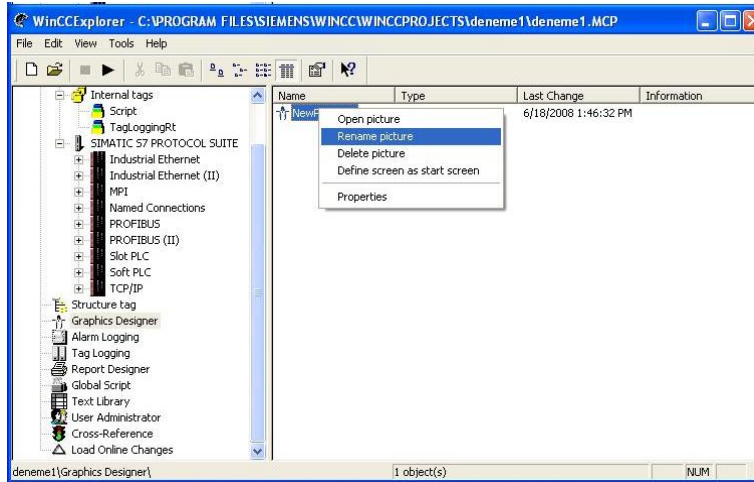 WinCCExplorer - C:\PROGRAM FILES\SIEMENS\WINCC\WINCCPROJECTS\deneme1\deneme1.MCP
File Edit View Tools Help
Internal tags
Script
TagLoggingRt
SIMATIC S7 PROTOCOL SUITE
Industrial Ethernet
Industrial Ethernet (II)
MPI
Named Connections
PROFIBUS
PROFIBUS (II)
Slot PLC
Soft PLC
TCP/IP
Structure tag
Graphics Designer
Alarm Logging
Tag Logging
Report Designer
Global Script
Text Library
User Administrator
Cross-Reference
Load Online Changes
Name Type Last Change Information
6/18/2008 1:46:32 PM
Open picture
Rename picture
Delete picture
Define screen as start screen
Properties
deneme1\Graphics Designer\ 1 object(s) NUM